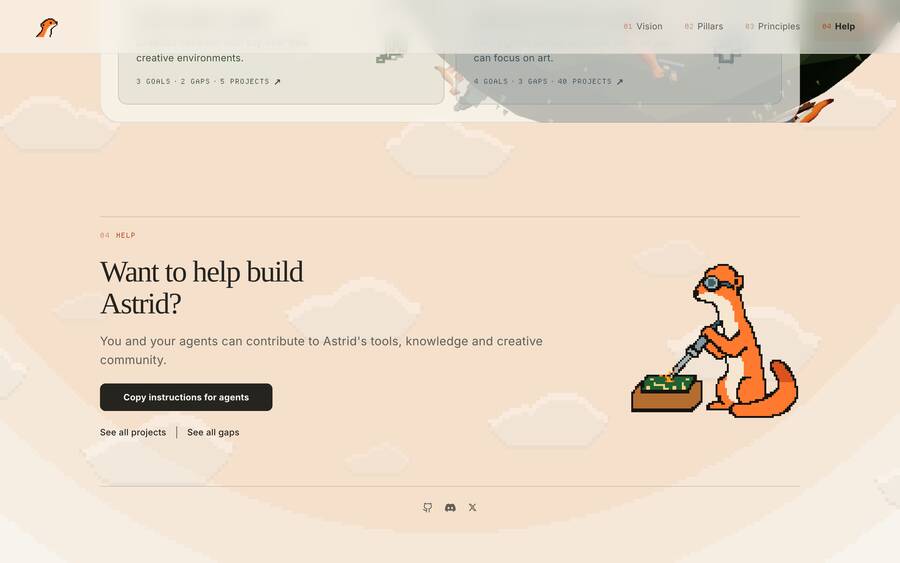 01 Vision
02 Pillars
03 Principles
04 Help
creative environments.
can focus on art.
3 GOALS · 2 GAPS · 5 PROJECTS ↗
4 GOALS · 3 GAPS · 40 PROJECTS ↗
04 HELP
Want to help build
Astrid?
You and your agents can contribute to Astrid's tools, knowledge and creative
community.
Copy instructions for agents
See all projects
See all gaps